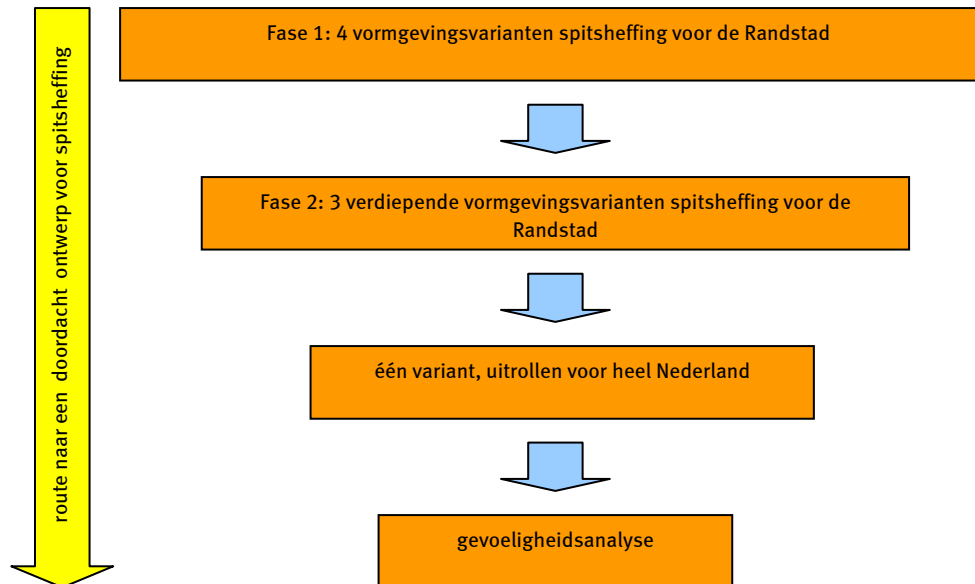 route naar een doordacht ontwerp voor spitsheffing
Fase 1: 4 vormgevingsvarianten spitsheffing voor de Randstad
Fase 2: 3 verdiepende vormgevingsvarianten spitsheffing voor de
Randstad
één variant, uitrollen voor heel Nederland
gevoeligheidsanalyse